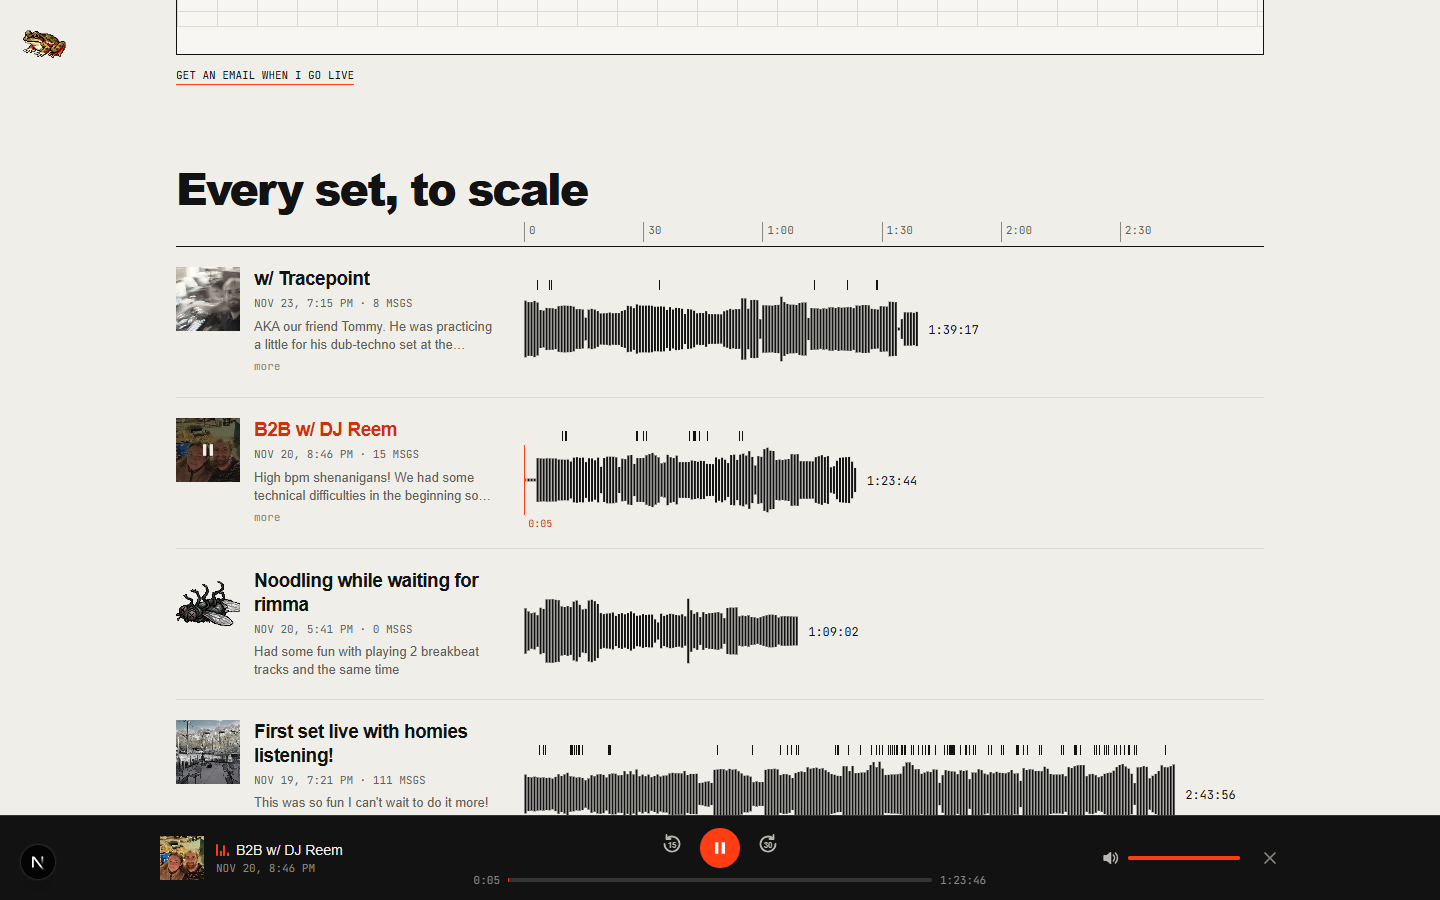 GET AN EMAIL WHEN I GO LIVE
Every set, to scale
0 30 1:00 1:30 2:00 2:30
w/ Tracepoint
NOV 23, 7:15 PM · 8 MSGS
AKA our friend Tommy. He was practicing
a little for his dub-techno set at the...
more
1:39:17
B2B w/ DJ Reem
NOV 20, 8:46 PM · 15 MSGS
High bpm shenanigans! We had some
technical difficulties in the beginning so...
more
0:05
1:23:44
Noodling while waiting for
rimma
NOV 20, 5:41 PM · 0 MSGS
Had some fun with playing 2 breakbeat
tracks and the same time
1:09:02
First set live with homies
listening!
NOV 19, 7:21 PM · 111 MSGS
This was so fun I can't wait to do it more!
2:43:56
N
B2B w/ DJ Reem
NOV 20, 8:46 PM
15 30
0:05 1:23:46